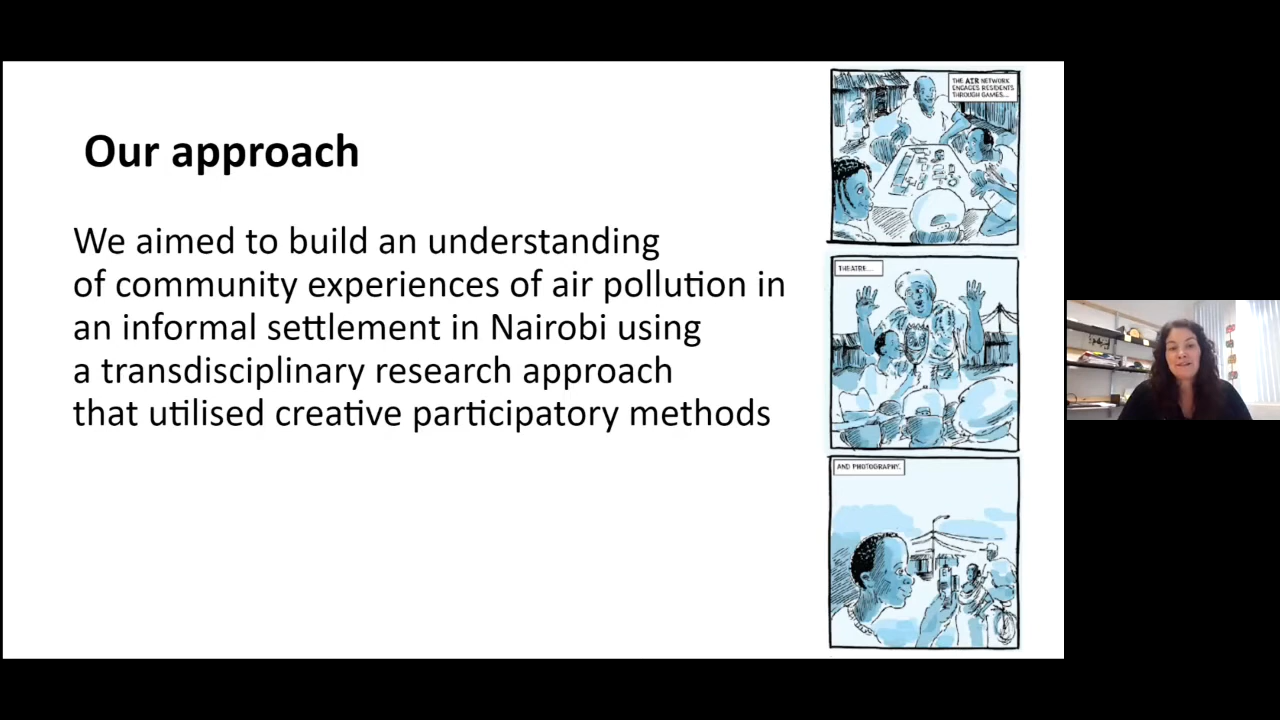 Our approach
We aimed to build an understanding
of community experiences of air pollution in
an informal settlement in Nairobi using
a transdisciplinary research approach
that utilised creative participatory methods
THE AIR NETWORK
ENGAGES RESIDENTS
THROUGH GAMES...
THEATRE...
AND PHOTOGRAPHY.